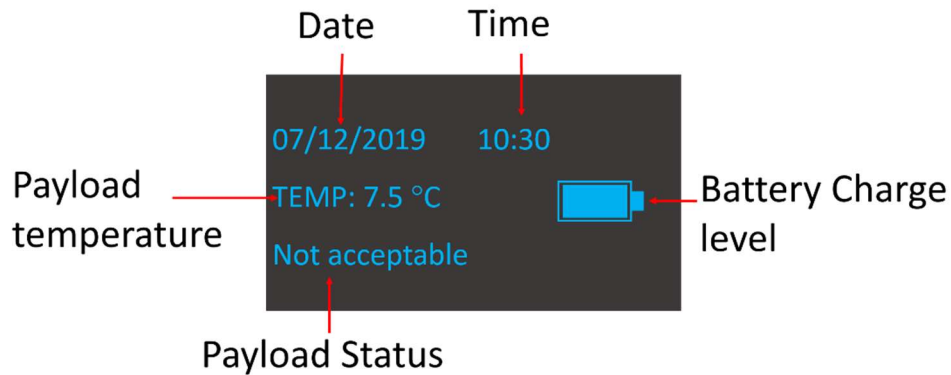 Date
Time
07/12/2019 10:30
Payload
temperature
TEMP: 7.5 °C
Battery Charge
level
Not acceptable
Payload Status